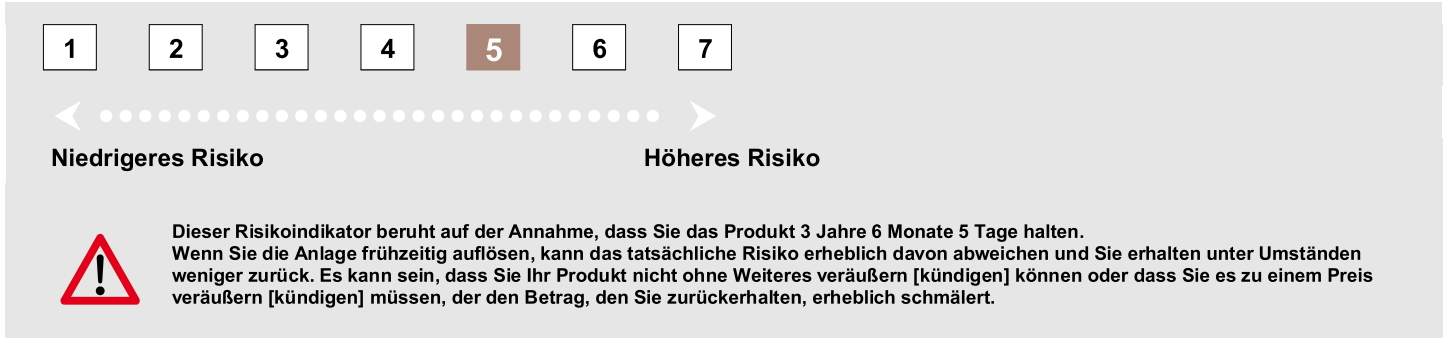 1 2 3 4 5 6 7
Niedrigeres Risiko Höheres Risiko
Dieser Risikoindikator beruht auf der Annahme, dass Sie das Produkt 3 Jahre 6 Monate 5 Tage halten.
Wenn Sie die Anlage frühzeitig auflösen, kann das tatsächliche Risiko erheblich davon abweichen und Sie erhalten unter Umständen
weniger zurück. Es kann sein, dass Sie Ihr Produkt nicht ohne Weiteres veräußern [kündigen] können oder dass Sie es zu einem Preis
veräußern [kündigen] müssen, der den Betrag, den Sie zurückerhalten, erheblich schmälert.